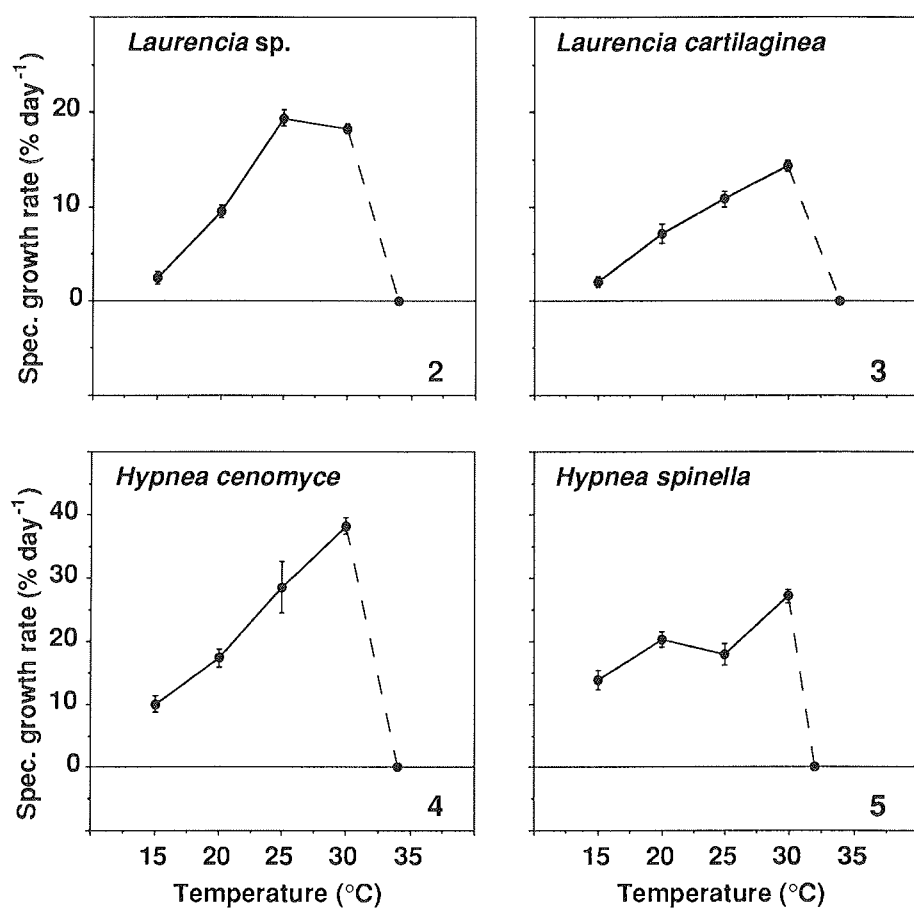 Laurencia sp.
Spec. growth rate (% day⁻¹)
20
10
0
2
Laurencia cartilaginea
3
Hypnea cenomyce
Spec. growth rate (% day⁻¹)
40
30
20
10
0
4
15 20 25 30 35
Temperature (°C)
Hypnea spinella
5
15 20 25 30 35
Temperature (°C)